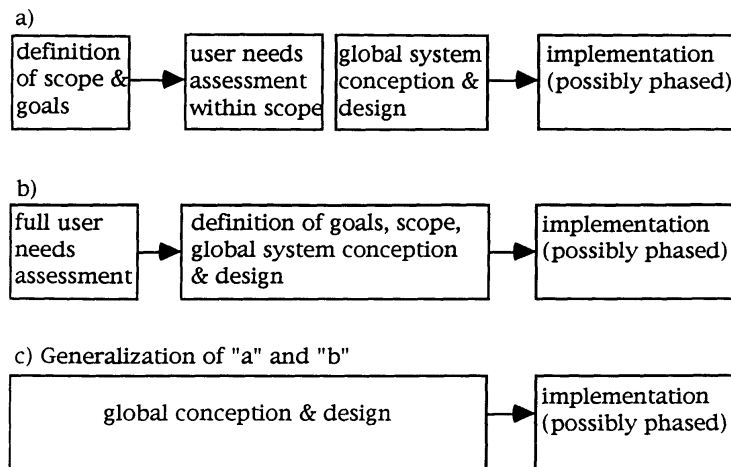 a)
definition
of scope &
goals
user needs
assessment
within scope
global system
conception &
design
implementation
(possibly phased)
b)
full user
needs
assessment
definition of goals, scope,
global system conception
& design
implementation
(possibly phased)
c) Generalization of "a" and "b"
global conception & design
implementation
(possibly phased)